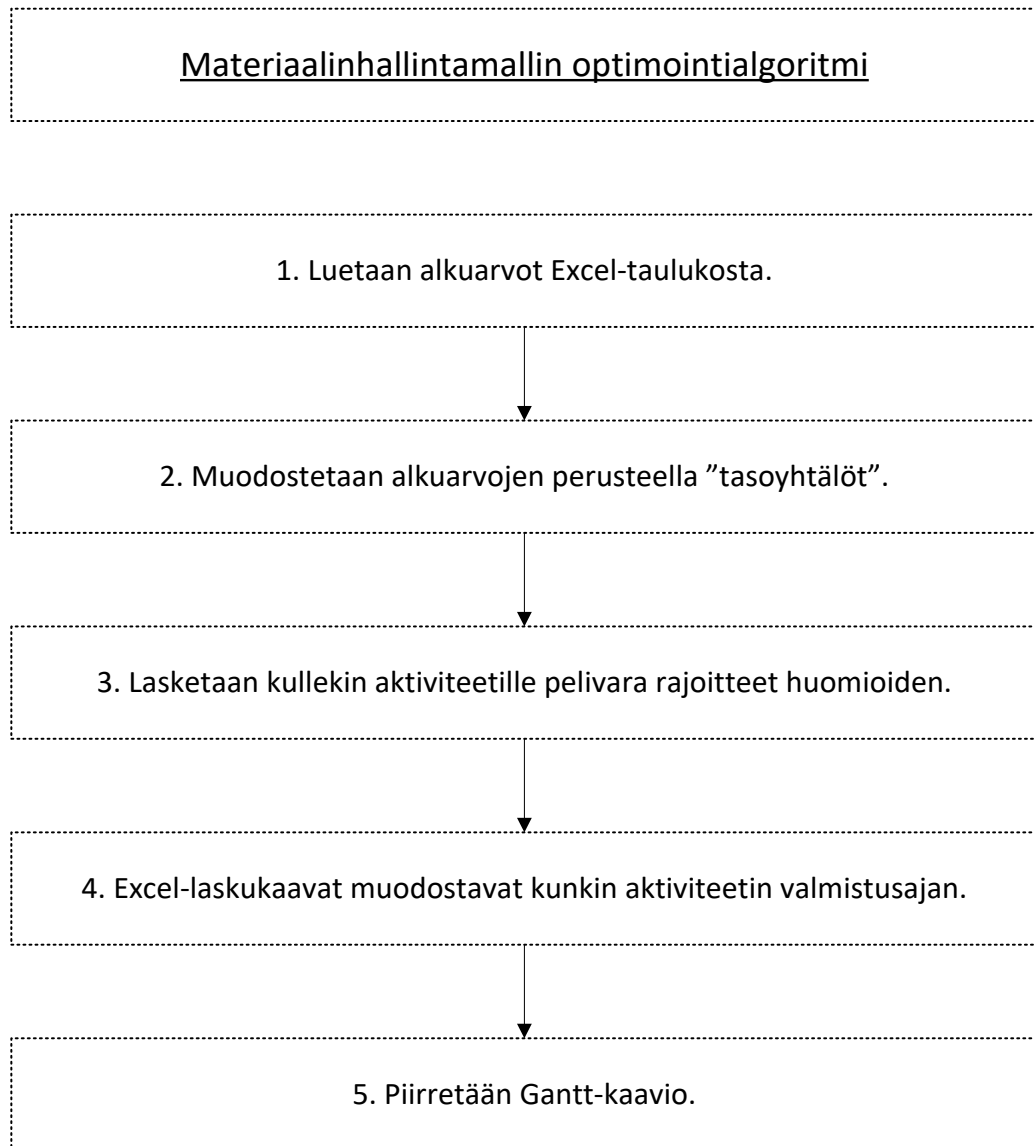 Materiaalinhallintamallin optimointialgoritmi
1. Luetaan alkuarvot Excel-taulukosta.
2. Muodostetaan alkuarvojen perusteella ”tasoyhtälöt”.
3. Lasketaan kullekin aktiviteetille pelivara rajoitteet huomioiden.
4. Excel-laskukaavat muodostavat kunkin aktiviteetin valmistusajan.
5. Piirretään Gantt-kaavio.